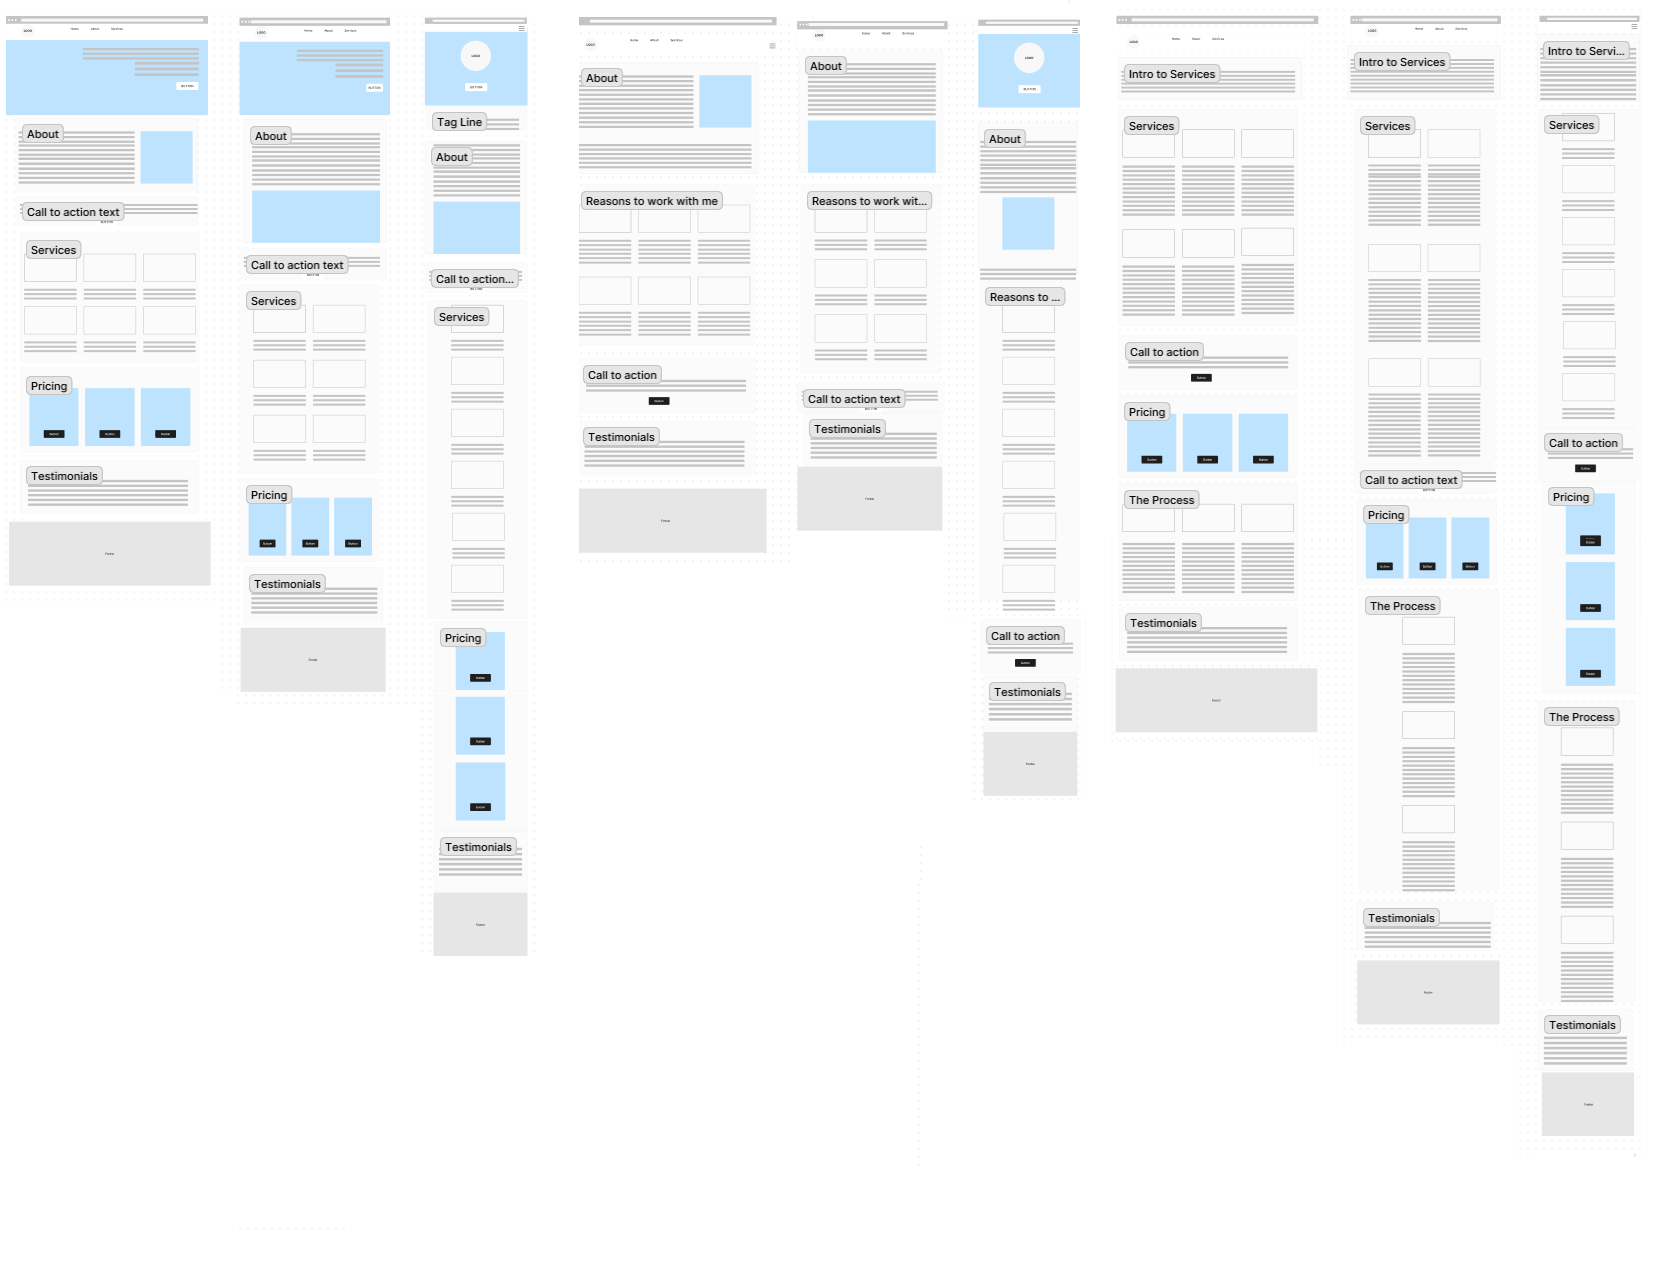 LOGO
Home About Services
BUTTON
About
Call to action text
BUTTON
Services
Pricing
Button Button Button
Testimonials
Footer
LOGO
Home About Services
BUTTON
About
Call to action text
BUTTON
Services
Pricing
Button Button Button
Testimonials
Footer
LOGO
BUTTON
Tag Line
About
Call to action...
BUTTON
Services
Pricing
Button
Button
Button
Testimonials
Footer
LOGO
Home About Services
About
Reasons to work with me
Call to action
Button
Testimonials
Footer
LOGO
Home About Services
About
Reasons to work wit...
Call to action text
BUTTON
Testimonials
Footer
LOGO
BUTTON
About
Reasons to ...
Call to action
Button
Testimonials
Footer
LOGO
Home About Services
Intro to Services
Services
Call to action
Button
Pricing
Button Button Button
The Process
Testimonials
Footer
LOGO
Home About Services
Intro to Services
Services
Call to action text
BUTTON
Pricing
Button Button Button
The Process
Testimonials
Footer
Intro to Servi...
Services
Call to action
Button
Pricing
Button
Button
Button
The Process
Testimonials
Footer